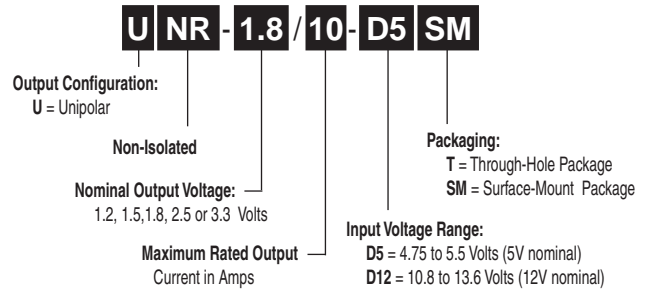 U NR - 1.8 / 10 - D5 SM
Output Configuration:
U = Unipolar
Non-Isolated
Nominal Output Voltage:
1.2, 1.5,1.8, 2.5 or 3.3 Volts
Maximum Rated Output
Current in Amps
Packaging:
T = Through-Hole Package
SM = Surface-Mount Package
Input Voltage Range:
D5 = 4.75 to 5.5 Volts (5V nominal)
D12 = 10.8 to 13.6 Volts (12V nominal)